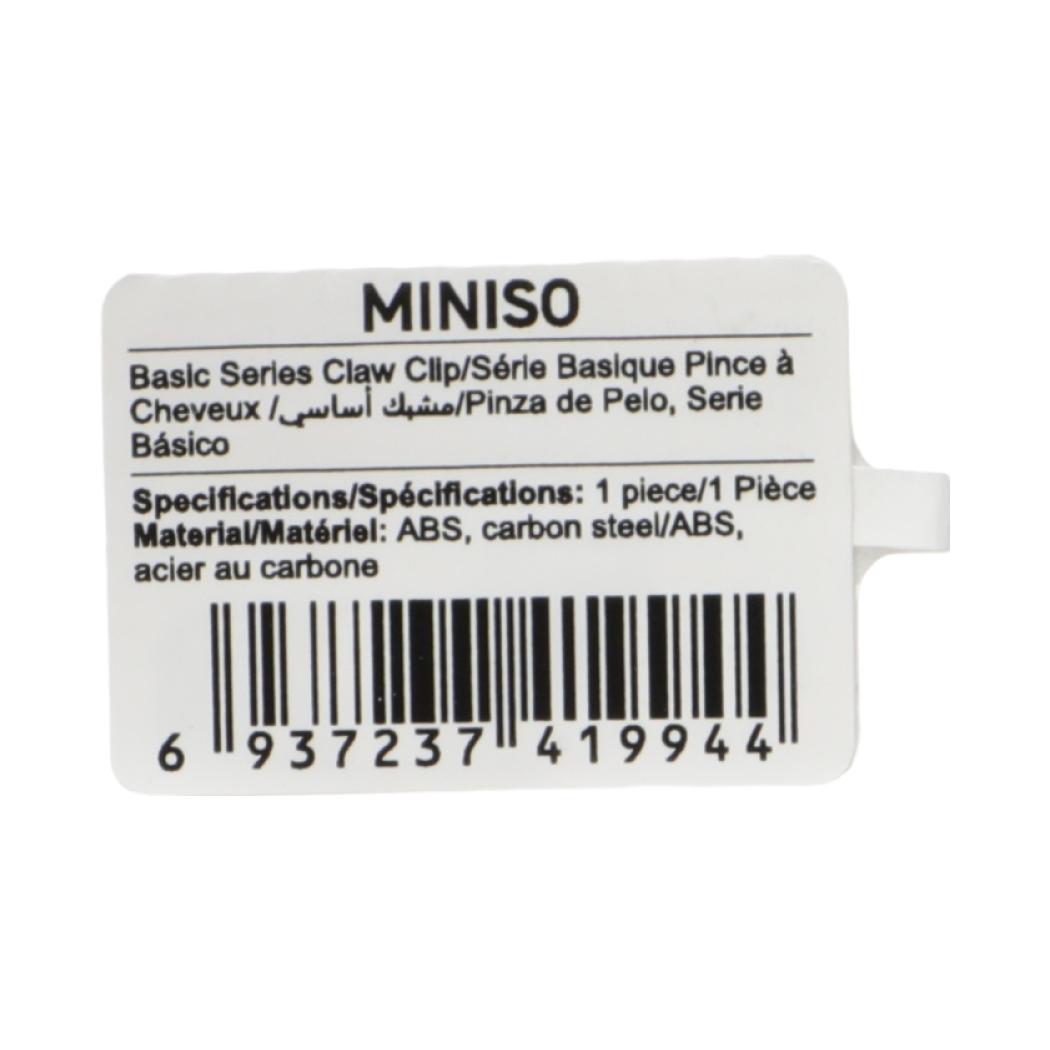 MINISO
Basic Series Claw Clip/Série Basique Pince à
Cheveux /مشبك أساسي/Pinza de Pelo, Serie
Básico
Specifications/Spécifications: 1 piece/1 Pièce
Material/Matériel: ABS, carbon steel/ABS,
acier au carbone
6 937237 419944